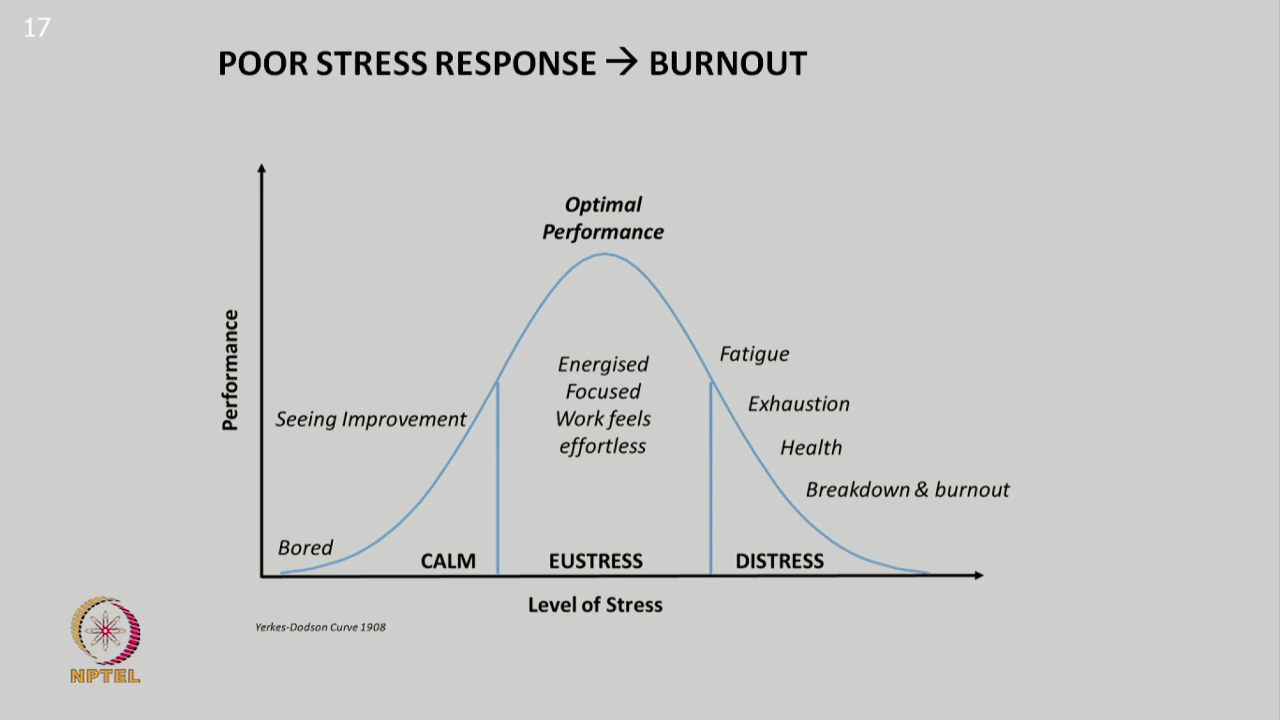 17
POOR STRESS RESPONSE → BURNOUT
Optimal
Performance
Performance
Seeing Improvement
Bored
Energised
Focused
Work feels
effortless
Fatigue
Exhaustion
Health
Breakdown & burnout
CALM
EUSTRESS
DISTRESS
Level of Stress
Yerkes-Dodson Curve 1908
NPTEL